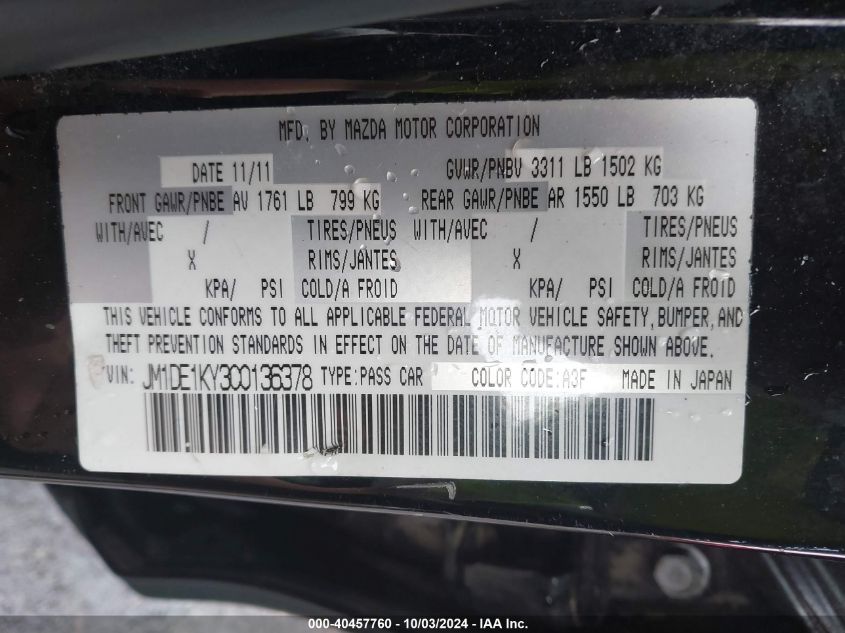 MFD. BY MAZDA MOTOR CORPORATION
DATE 11/11 GVWR/PNBV 3311 LB 1502 KG
FRONT GAWR/PNBE AV 1761 LB 799 KG REAR GAWR/PNBE AR 1550 LB 703 KG
WITH/AVEC / TIRES/PNEUS WITH/AVEC / TIRES/PNEUS
X RIMS/JANTES X RIMS/JANTES
KPA/ PSI COLD/A FROID KPA/ PSI COLD/A FROID
THIS VEHICLE CONFORMS TO ALL APPLICABLE FEDERAL MOTOR VEHICLE SAFETY, BUMPER, AND
THEFT PREVENTION STANDARDS IN EFFECT ON THE DATE OF MANUFACTURE SHOWN ABOVE.
VIN: JM1DE1KY3C0136378 TYPE:PASS CAR COLOR CODE:A3F MADE IN JAPAN
000-40457760 - 10/03/2024 - IAA Inc.